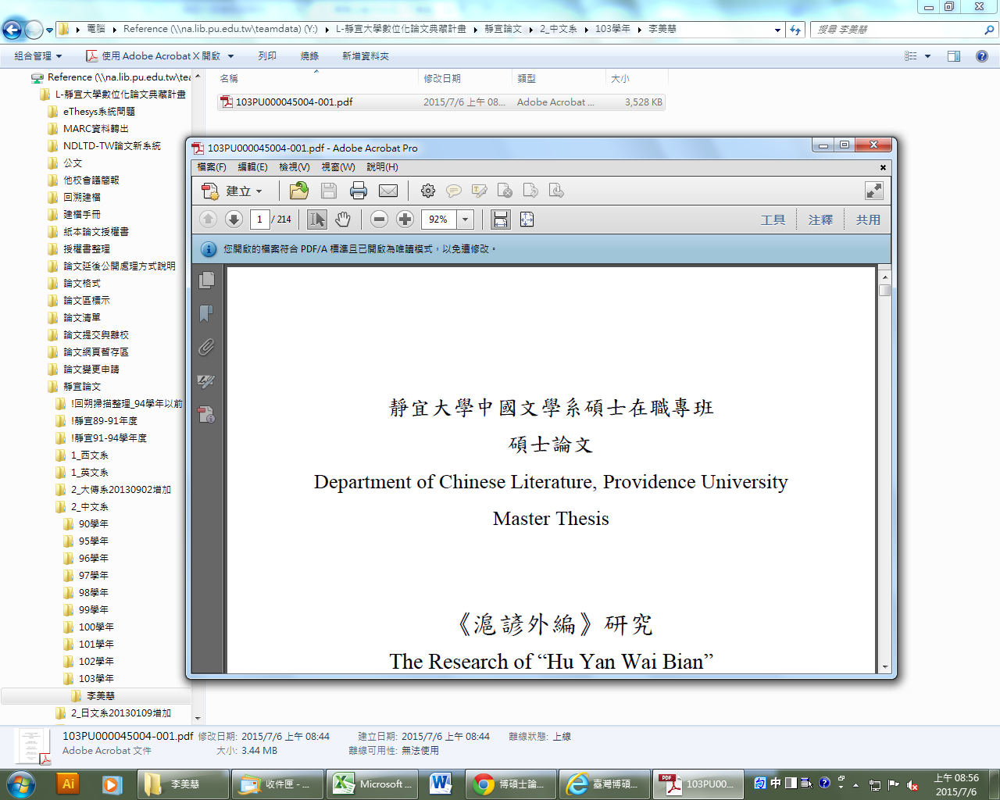 電腦 Reference (\\na.lib.pu.edu.tw\teamdata) (Y:) L-靜宜大學數位化論文典藏計畫 靜宜論文 2_中文系 103學年 李美慧
搜尋 李美慧
組合管理 使用 Adobe Acrobat X 開啟 列印 燒錄 新增資料夾
名稱 修改日期 類型 大小
103PU000045004-001.pdf 2015/7/6 上午 08... Adobe Acrobat ... 3,528 KB
Reference (\\na.lib.pu.edu.tw\tea
L-靜宜大學數位化論文典藏計畫
eThesys系統問題
MARC資料轉出
NDLTD-TW論文新系統
公文
他校會議簡報
回溯建檔
建檔手冊
紙本論文授權書
授權書整理
論文延後公開處理方式說明
論文格式
論文區標示
論文清單
論文提交與離校
論文網頁暫存區
論文變更申請
靜宜論文
!回朔掃描整理_94學年以前
!靜宜89-91年度
!靜宜91-94學年度
1_西文系
1_英文系
2_大傳系20130902增加
2_中文系
90學年
95學年
96學年
97學年
98學年
99學年
100學年
101學年
102學年
103學年
李美慧
2_日文系20130109增加
103PU000045004-001.pdf - Adobe Acrobat Pro
檔案(F) 編輯(E) 檢視(V) 視窗(W) 說明(H)
建立
1 / 214 92% 工具 注釋 共用
您開啟的檔案符合 PDF/A 標準且已開啟為唯讀模式，以免遭修改。
靜宜大學中國文學系碩士在職專班
碩士論文
Department of Chinese Literature, Providence University
Master Thesis
《滬諺外編》研究
The Research of “Hu Yan Wai Bian”
103PU000045004-001.pdf 修改日期: 2015/7/6 上午 08:44 建立日期: 2015/7/6 上午 08:44 離線狀態: 上線
Adobe Acrobat 文件 大小: 3.44 MB 離線可用性: 無法使用
Ai 李美慧 收件匣 - ... Microsoft ... 博碩士論... 臺灣博碩... PDF 103PU00... 中 上午 08:56
2015/7/6